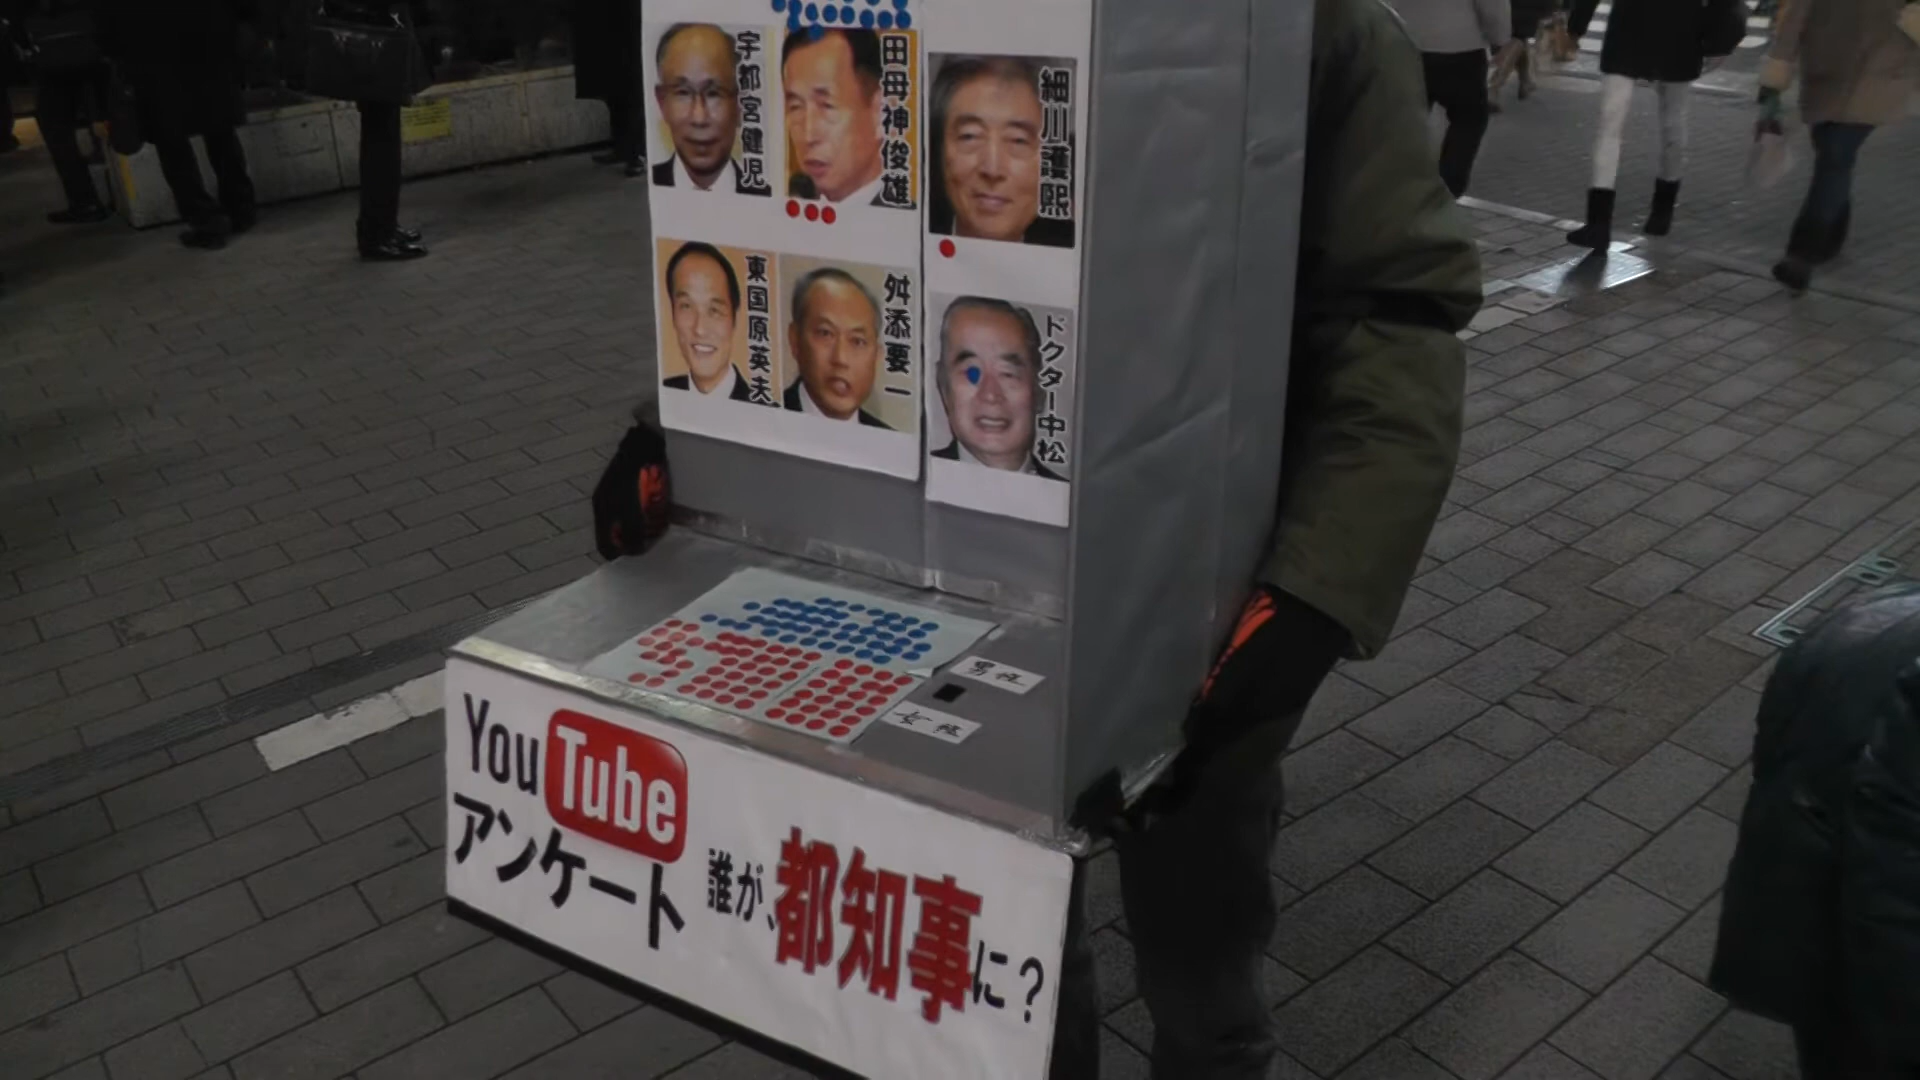 宇都宮健児
田母神俊雄
細川護熙
東国原英夫
舛添要一
ドクター中松
男性
女性
YouTube
アンケート
誰が、都知事に?